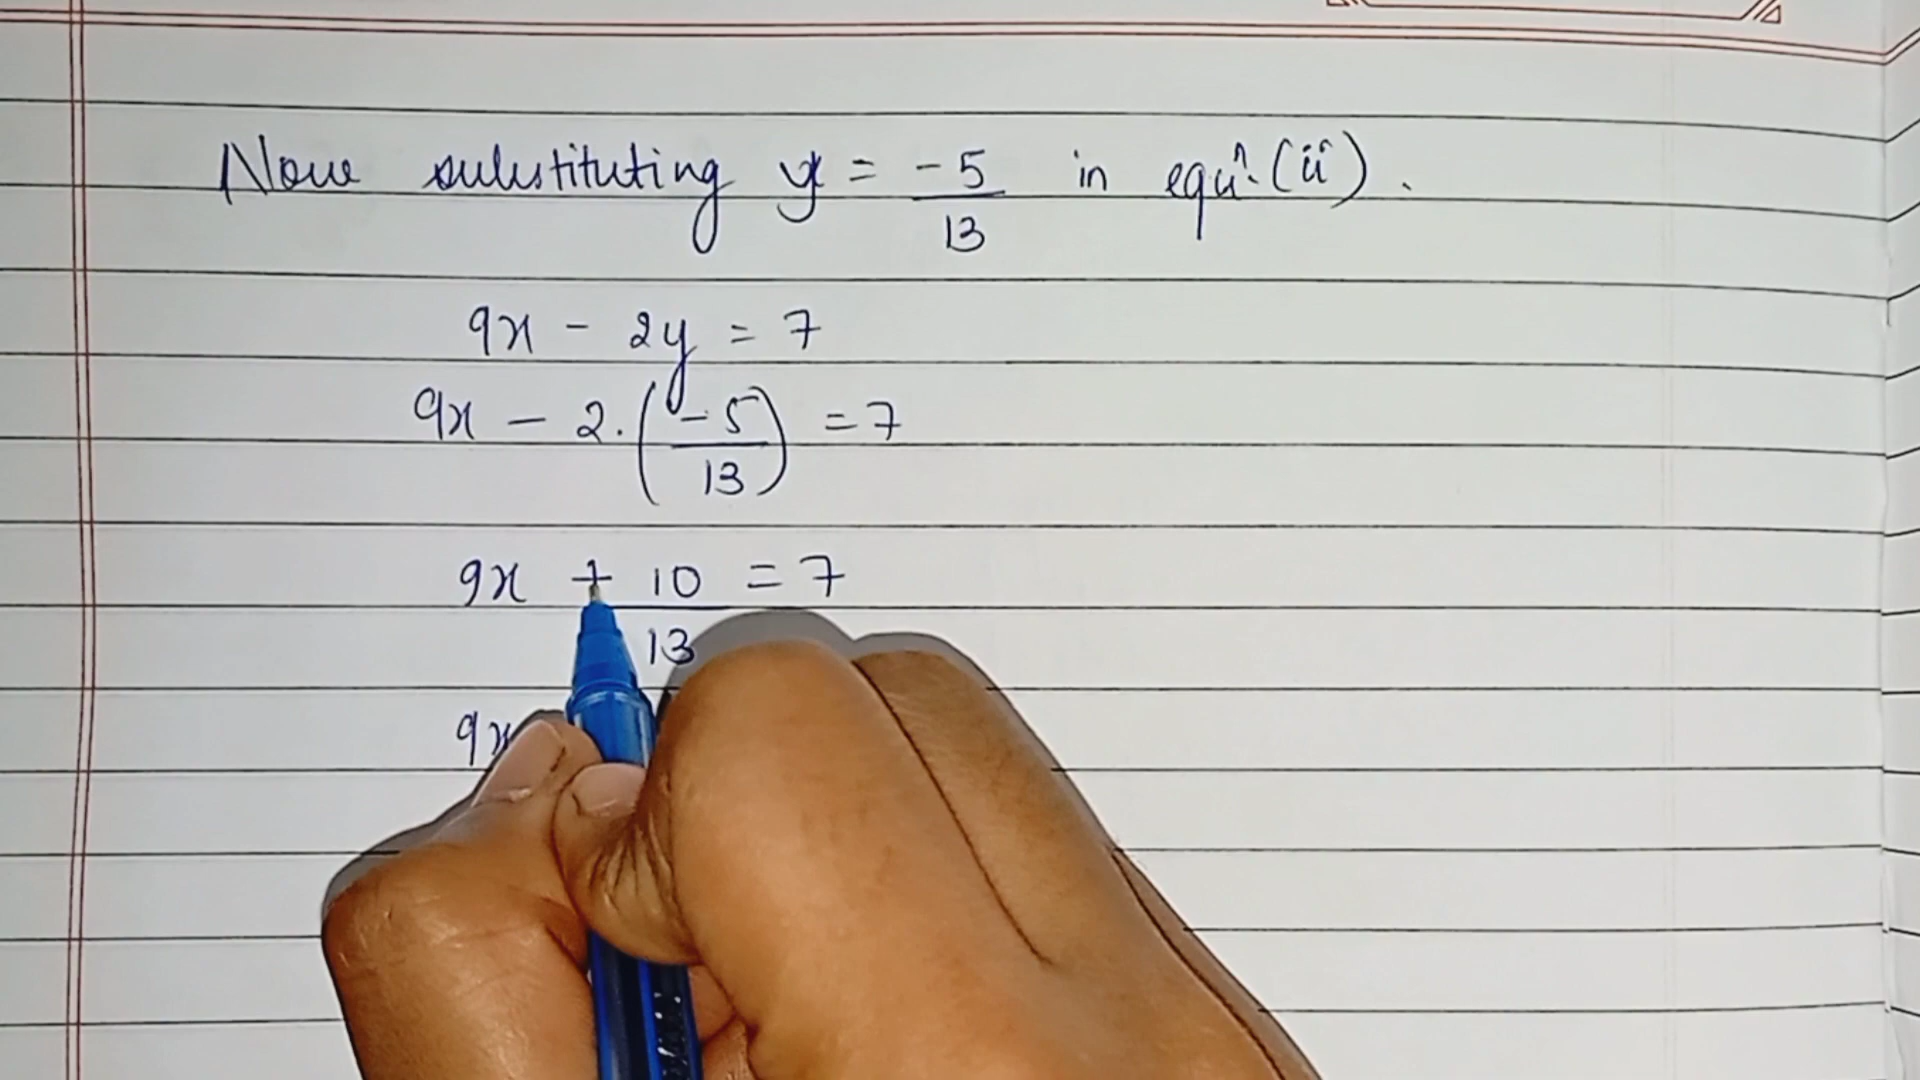 Now substituting y = -5/13 in equn. (ii).
9x - 2y = 7
9x - 2.(-5/13) = 7
9x + 10/13 = 7
9x